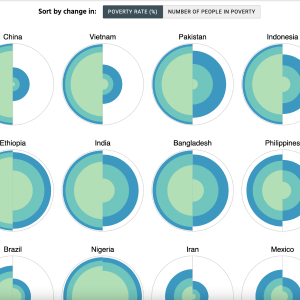 Sort by change in: POVERTY RATE (%) NUMBER OF PEOPLE IN POVERTY
China Vietnam Pakistan Indonesia
Ethiopia India Bangladesh Philippines
Brazil Nigeria Iran Mexico